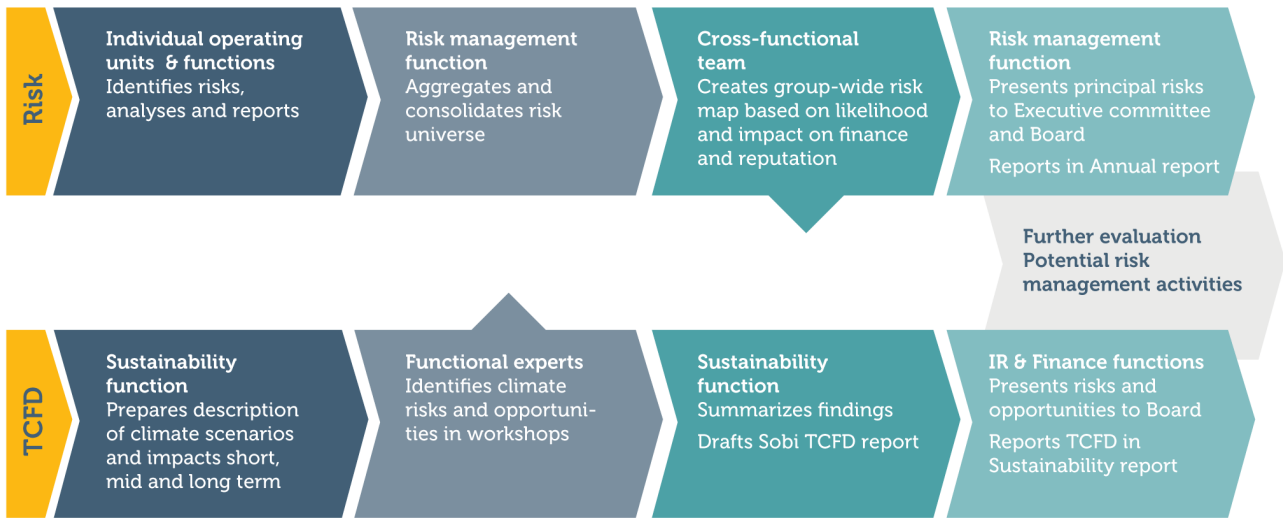 Risk
Individual operating
units & functions
Identifies risks,
analyses and reports
Risk management
function
Aggregates and
consolidates risk
universe
Cross-functional
team
Creates group-wide risk
map based on likelihood
and impact on finance
and reputation
Risk management
function
Presents principal risks
to Executive committee
and Board
Reports in Annual report
Further evaluation
Potential risk
management activities
TCFD
Sustainability
function
Prepares description
of climate scenarios
and impacts short,
mid and long term
Functional experts
Identifies climate
risks and opportuni-
ties in workshops
Sustainability
function
Summarizes findings
Drafts Sobi TCFD report
IR & Finance functions
Presents risks and
opportunities to Board
Reports TCFD in
Sustainability report